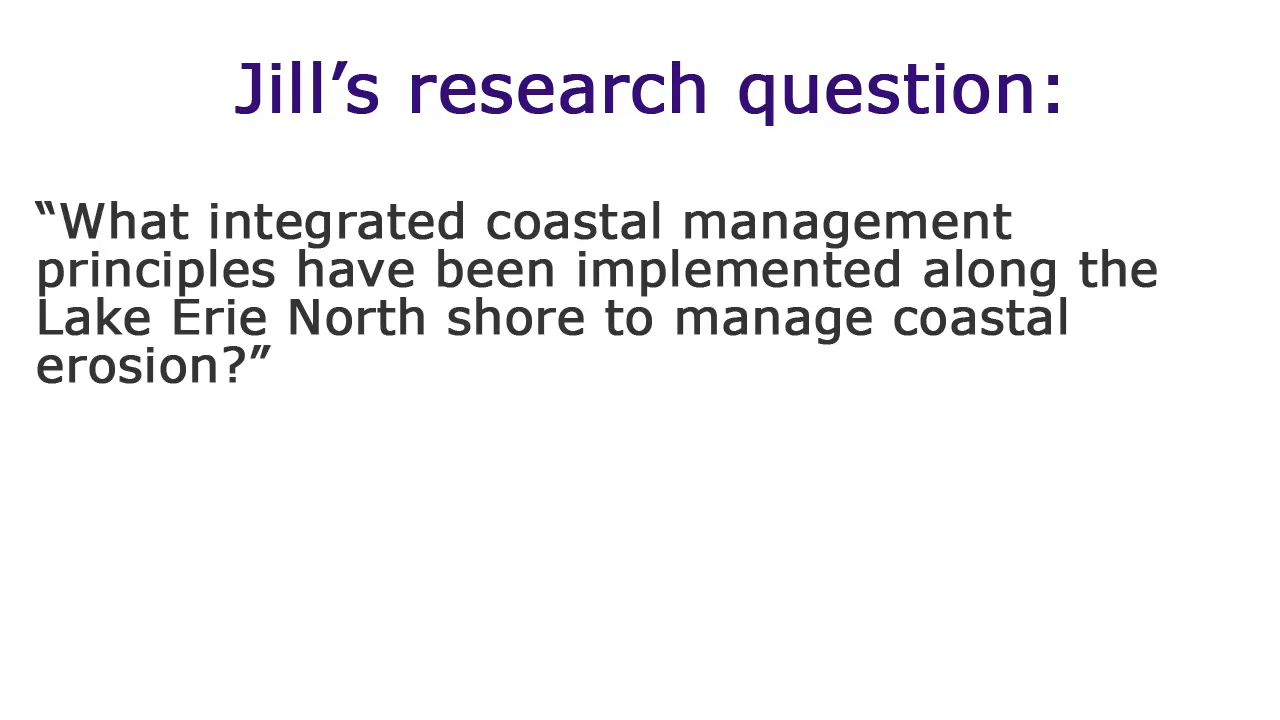 Jill’s research question:
“What integrated coastal management
principles have been implemented along the
Lake Erie North shore to manage coastal
erosion?”